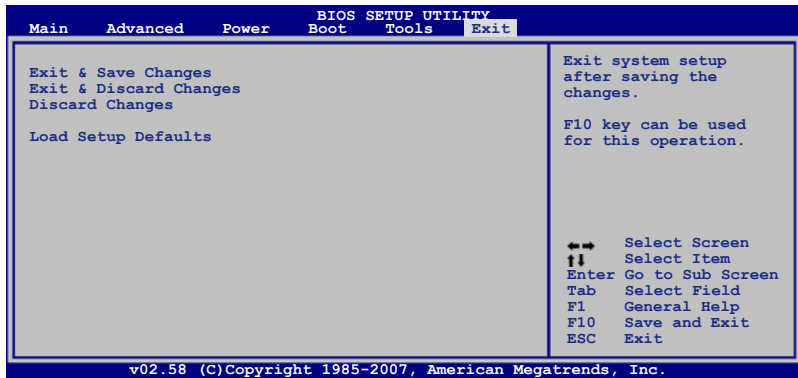 BIOS SETUP UTILITY
Main Advanced Power Boot Tools Exit
Exit & Save Changes
Exit & Discard Changes
Discard Changes
Load Setup Defaults
Exit system setup
after saving the
changes.
F10 key can be used
for this operation.
←→ Select Screen
↑↓ Select Item
Enter Go to Sub Screen
Tab Select Field
F1 General Help
F10 Save and Exit
ESC Exit
v02.58 (C)Copyright 1985-2007, American Megatrends, Inc.